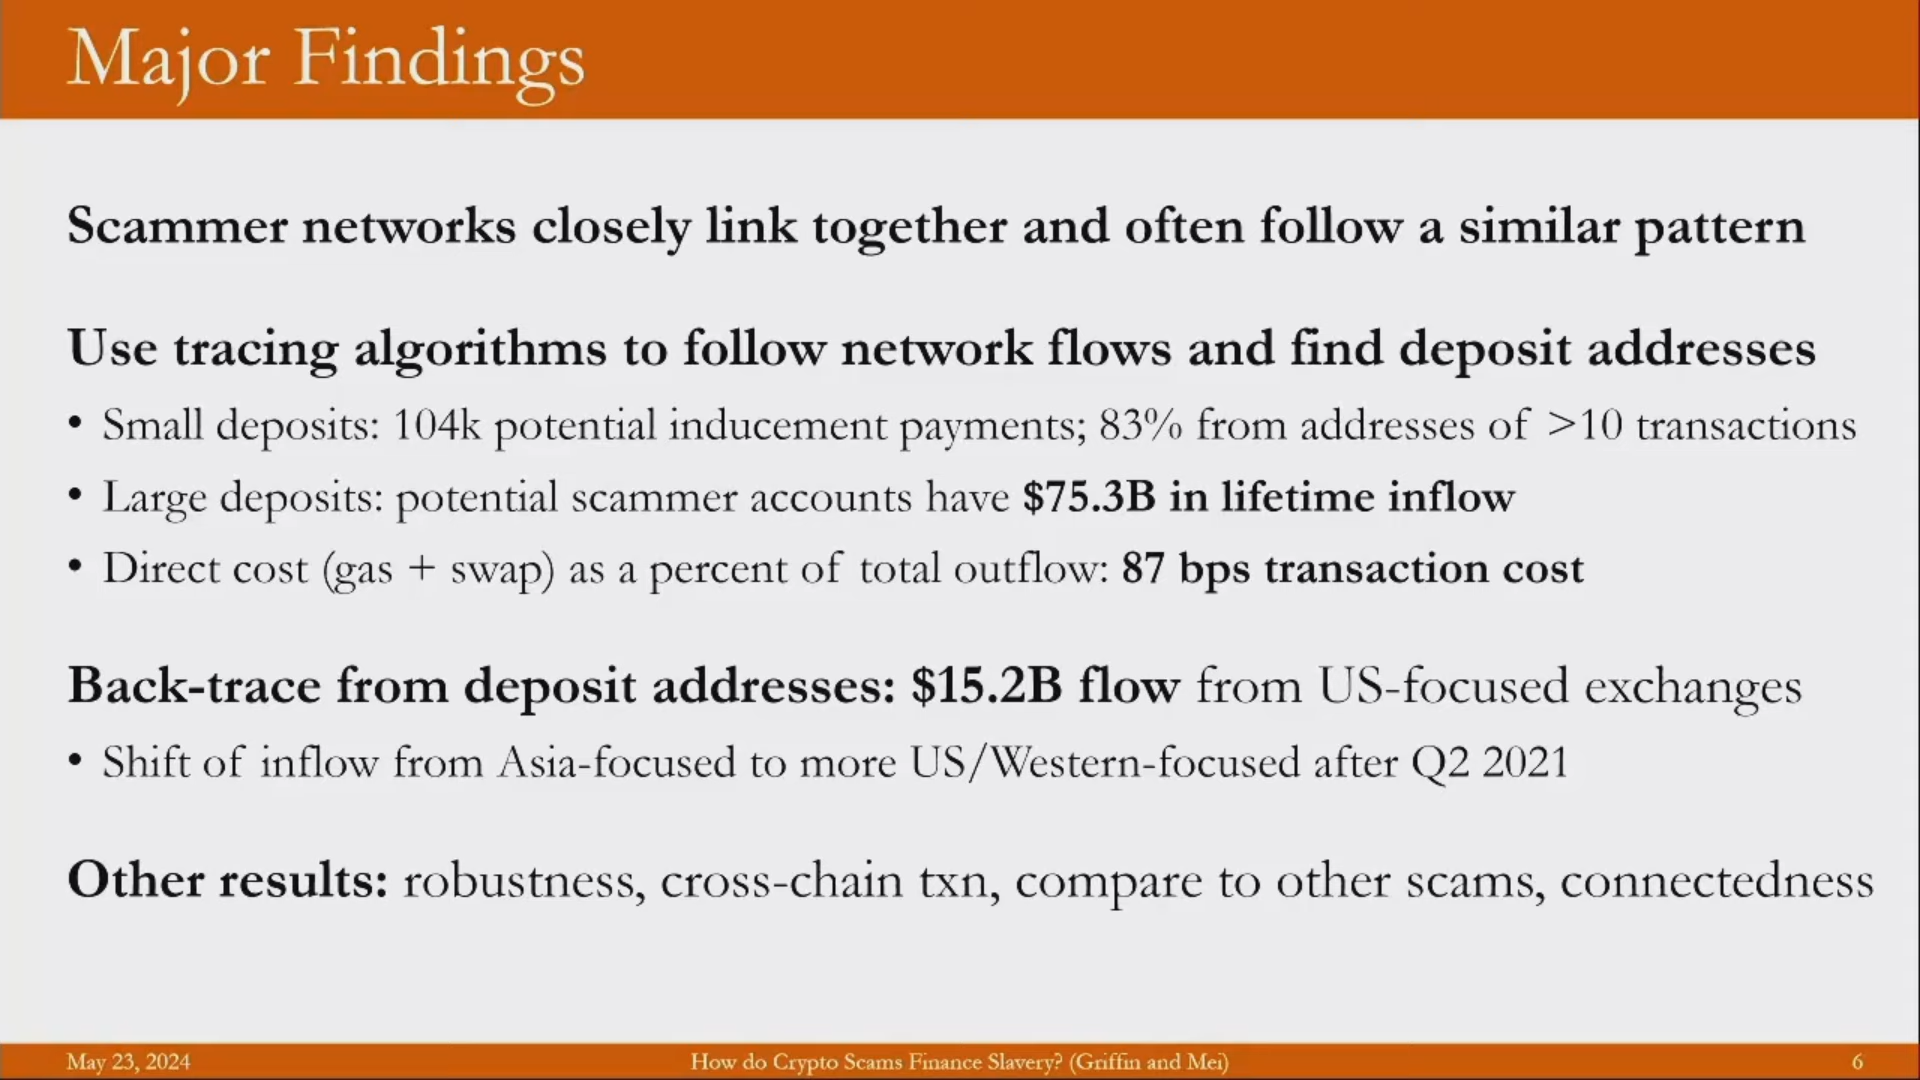 Major Findings
Scammer networks closely link together and often follow a similar pattern
Use tracing algorithms to follow network flows and find deposit addresses
• Small deposits: 104k potential inducement payments; 83% from addresses of >10 transactions
• Large deposits: potential scammer accounts have $75.3B in lifetime inflow
• Direct cost (gas + swap) as a percent of total outflow: 87 bps transaction cost
Back-trace from deposit addresses: $15.2B flow from US-focused exchanges
• Shift of inflow from Asia-focused to more US/Western-focused after Q2 2021
Other results: robustness, cross-chain txn, compare to other scams, connectedness
May 23, 2024
How do Crypto Scams Finance Slavery? (Griffin and Mei)
6